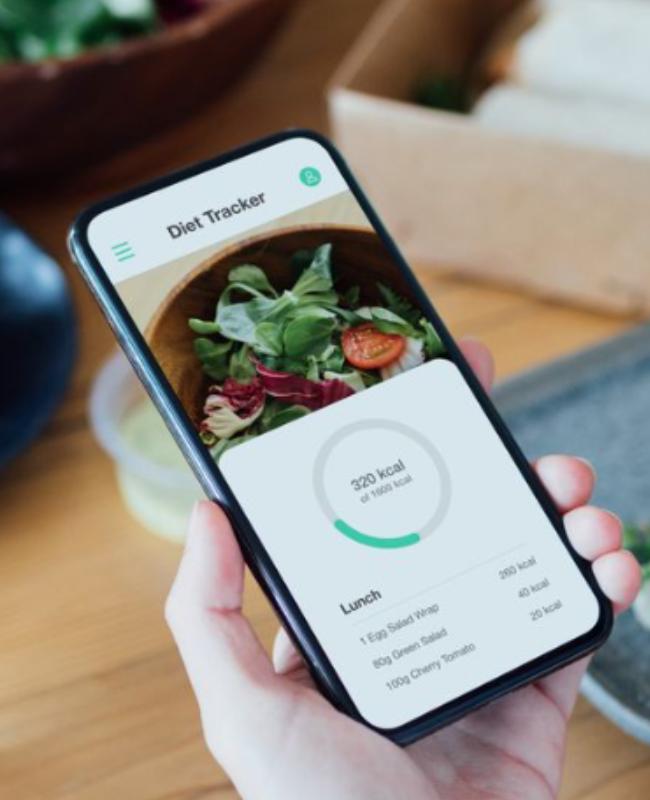 Diet Tracker
320 kcal
of 1600 kcal
Lunch
1 Egg Salad Wrap 260 kcal
80g Green Salad 40 kcal
100g Cherry Tomato 20 kcal